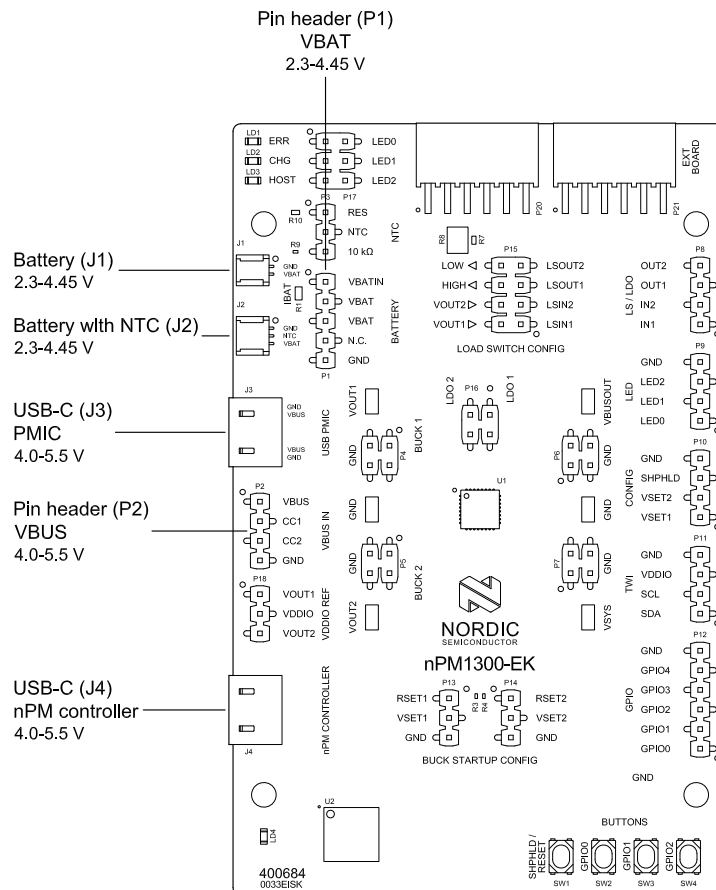 Pin header (P1)
VBAT
2.3-4.45 V
LD1
ERR
LED0
LD2
CHG
LED1
LD3
HOST
LED2
P3
P17
P20
P21
EXT
BOARD
R10
RES
NTC
10 kΩ
NTC
R9
R8
R7
P15
LOW
HIGH
VOUT2
VOUT1
LSOUT2
LSOUT1
LSIN2
LSIN1
LOAD SWITCH CONFIG
P8
OUT2
OUT1
IN2
IN1
LS / LDO
Battery (J1)
2.3-4.45 V
J1
GND
VBAT
Battery with NTC (J2)
2.3-4.45 V
J2
GND
NTC
VBAT
IBAT
R1
VBATIN
VBAT
VBAT
N.C.
GND
P1
BATTERY
P9
GND
LED2
LED1
LED0
LED
USB-C (J3)
PMIC
4.0-5.5 V
J3
GND
VBUS
VBUS
GND
USB PMIC
VOUT1
GND
P4
BUCK 1
LDO 2
P16
LDO 1
VBUSOUT
P6
GND
P10
GND
SHPHLD
VSET2
VSET1
CONFIG
Pin header (P2)
VBUS
4.0-5.5 V
P2
VBUS
CC1
CC2
GND
VBUS IN
GND
U1
GND
GND
P5
BUCK 2
P7
GND
P11
GND
VDDIO
SCL
SDA
TWI
P18
VOUT1
VDDIO
VOUT2
VDDIO REF
VOUT2
VSYS
NORDIC
SEMICONDUCTOR
nPM1300-EK
P12
GND
GPIO4
GPIO3
GPIO2
GPIO1
GPIO0
GPIO
USB-C (J4)
nPM controller
4.0-5.5 V
J4
nPM CONTROLLER
P13
RSET1
VSET1
GND
R3
R4
P14
RSET2
VSET2
GND
BUCK STARTUP CONFIG
GND
U2
LD4
400684
0033EISK
BUTTONS
SHPHLD /
RESET
GPIO0
GPIO1
GPIO2
SW1
SW2
SW3
SW4